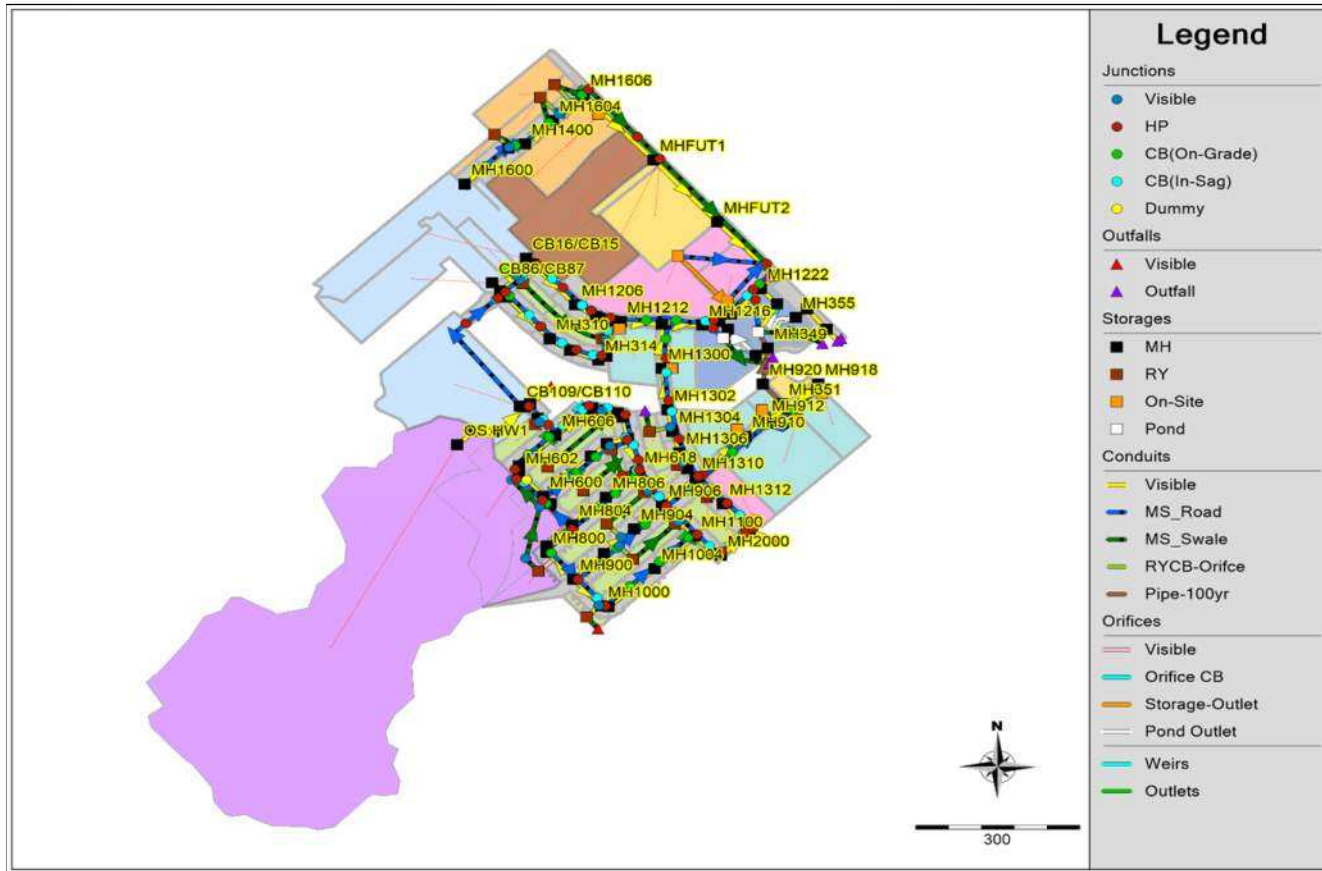 Legend
Junctions
Visible
HP
CB(On-Grade)
CB(In-Sag)
Dummy
Outfalls
Visible
Outfall
Storages
MH
RY
On-Site
Pond
Conduits
Visible
MS_Road
MS_Swale
RYCB-Orifce
Pipe-100yr
Orifices
Visible
Orifice CB
Storage-Outlet
Pond Outlet
Weirs
Outlets
MH1606
MH1604
MH1400
MHFUT1
MH1600
MHFUT2
CB16/CB15
CB86/CB87
MH1222
MH1206
MH355
MH1212
MH1216
MH310
MH349
MH314
MH1300
MH920
MH918
MH351
CB109/CB110
MH1302
MH912
MH1304
MH910
MH606
OS:HW1
MH1306
MH602
MH618
MH1310
MH600
MH806
MH906
MH1312
MH804
MH904
MH1100
MH800
MH2000
MH1004
MH900
MH1000
N
300